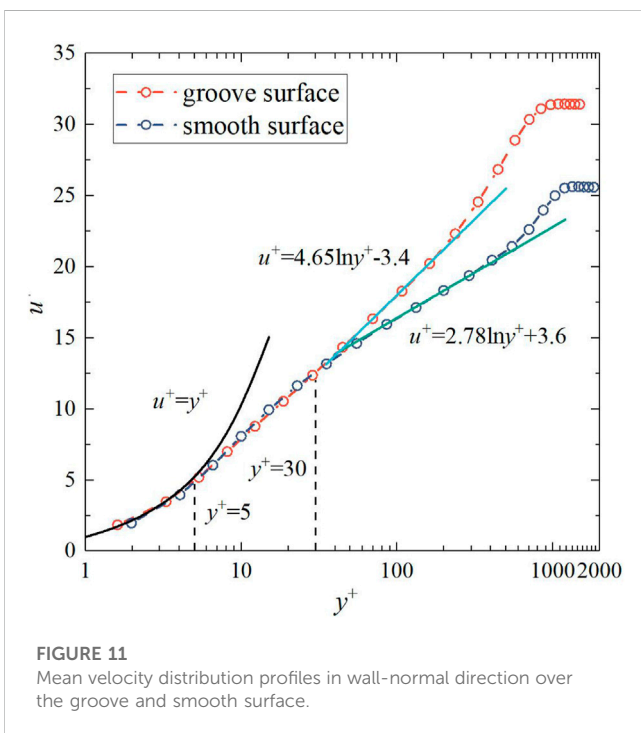 35
30
25
20
15
10
5
0
u⁺
groove surface
smooth surface
u⁺=4.65lny⁺-3.4
u⁺=2.78lny⁺+3.6
u⁺=y⁺
y⁺=30
y⁺=5
1
10
100
1000
2000
y⁺
FIGURE 11
Mean velocity distribution profiles in wall-normal direction over
the groove and smooth surface.